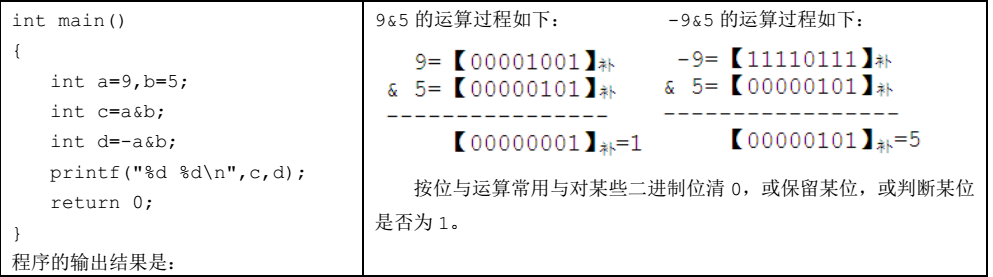 int main()
{
int a=9,b=5;
int c=a&b;
int d=-a&b;
printf("%d %d\n",c,d);
return 0;
}
程序的输出结果是:
9&5 的运算过程如下:
9=【00001001】补
& 5=【00000101】补
----------------
【00000001】补=1
-9&5 的运算过程如下:
-9=【11110111】补
& 5=【00000101】补
-----------------
【00000101】补=5
按位与运算常用与对某些二进制位清 0，或保留某位，或判断某位
是否为 1。